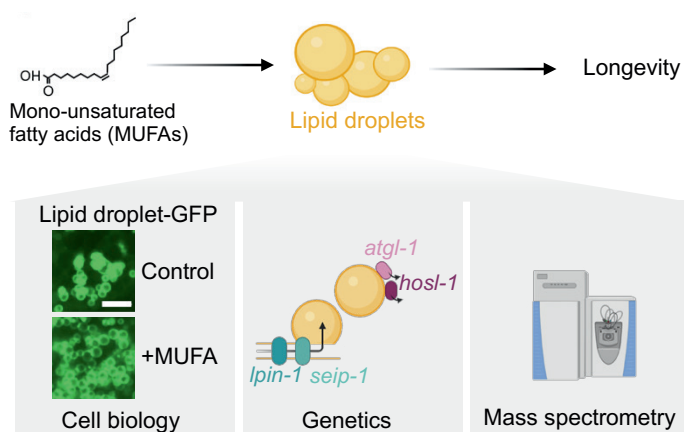 OH
O
Mono-unsaturated
fatty acids (MUFAs)
Lipid droplets
Longevity
Lipid droplet-GFP
Control
+MUFA
Cell biology
atgl-1
hosl-1
lpin-1 seip-1
Genetics
Mass spectrometry